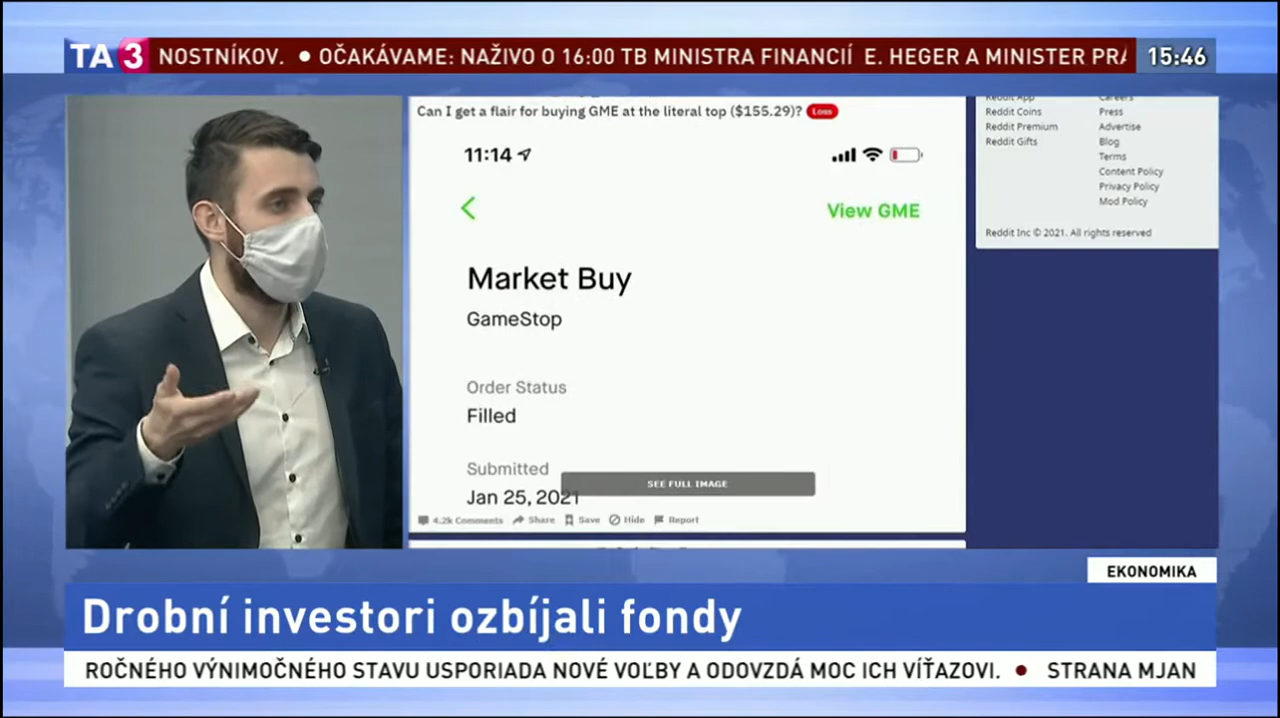 TA3 NOSTNÍKOV. ● OČAKÁVAME: NAŽIVO O 16:00 TB MINISTRA FINANCIÍ E. HEGER A MINISTER PRÁ 15:46
Can I get a flair for buying GME at the literal top ($155.29)? Loss
11:14
View GME
Market Buy
GameStop
Order Status
Filled
Submitted
Jan 25, 2021
SEE FULL IMAGE
4.2k Comments Share Save Hide Report
Reddit App Careers
Reddit Coins Press
Reddit Premium Advertise
Reddit Gifts Blog
Terms
Content Policy
Privacy Policy
Mod Policy
Reddit Inc © 2021. All rights reserved
EKONOMIKA
Drobní investori ozbíjali fondy
ROČNÉHO VÝNIMOČNÉHO STAVU USPORIADA NOVÉ VOĽBY A ODOVZDÁ MOC ICH VÍŤAZOVI. ● STRANA MJAN